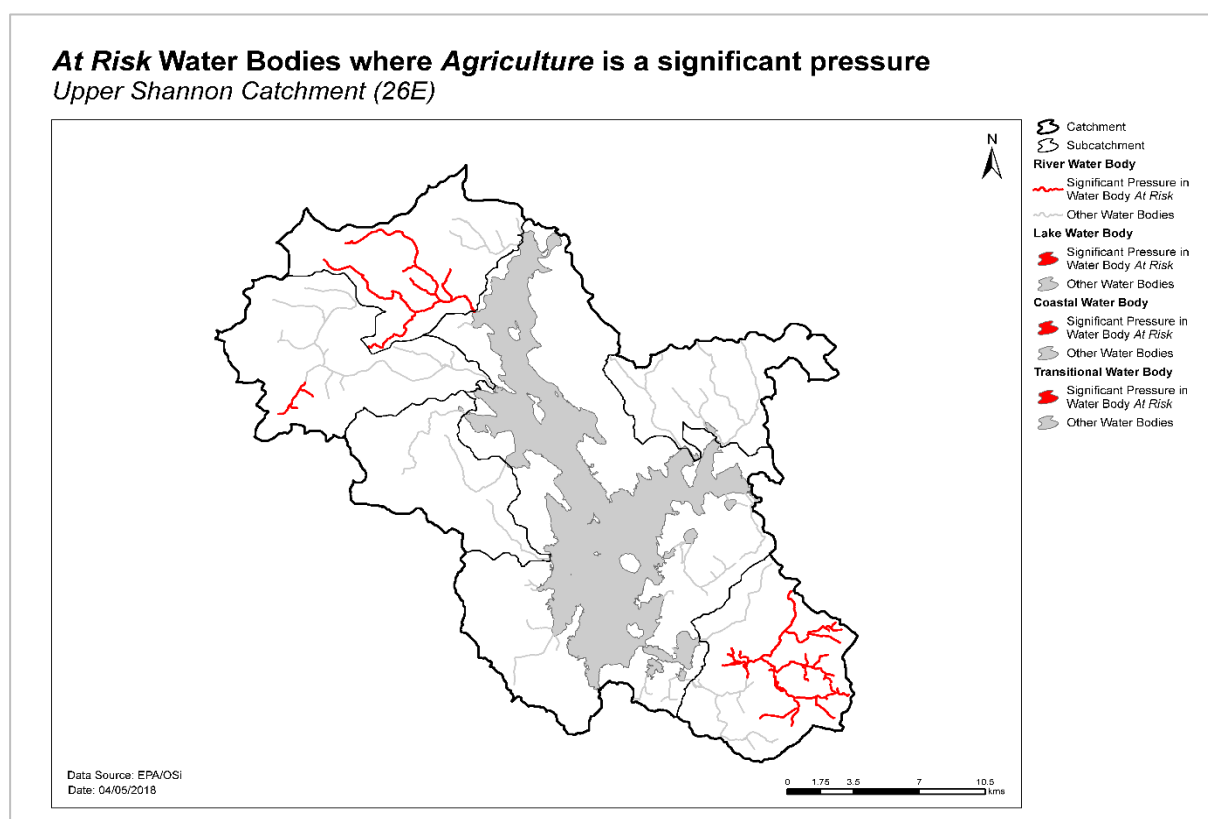 At Risk Water Bodies where Agriculture is a significant pressure
Upper Shannon Catchment (26E)
N
Catchment
Subcatchment
River Water Body
Significant Pressure in
Water Body At Risk
Other Water Bodies
Lake Water Body
Significant Pressure in
Water Body At Risk
Other Water Bodies
Coastal Water Body
Significant Pressure in
Water Body At Risk
Other Water Bodies
Transitional Water Body
Significant Pressure in
Water Body At Risk
Other Water Bodies
Data Source: EPA/OSi
Date: 04/05/2018
0 1.75 3.5 7 10.5
kms